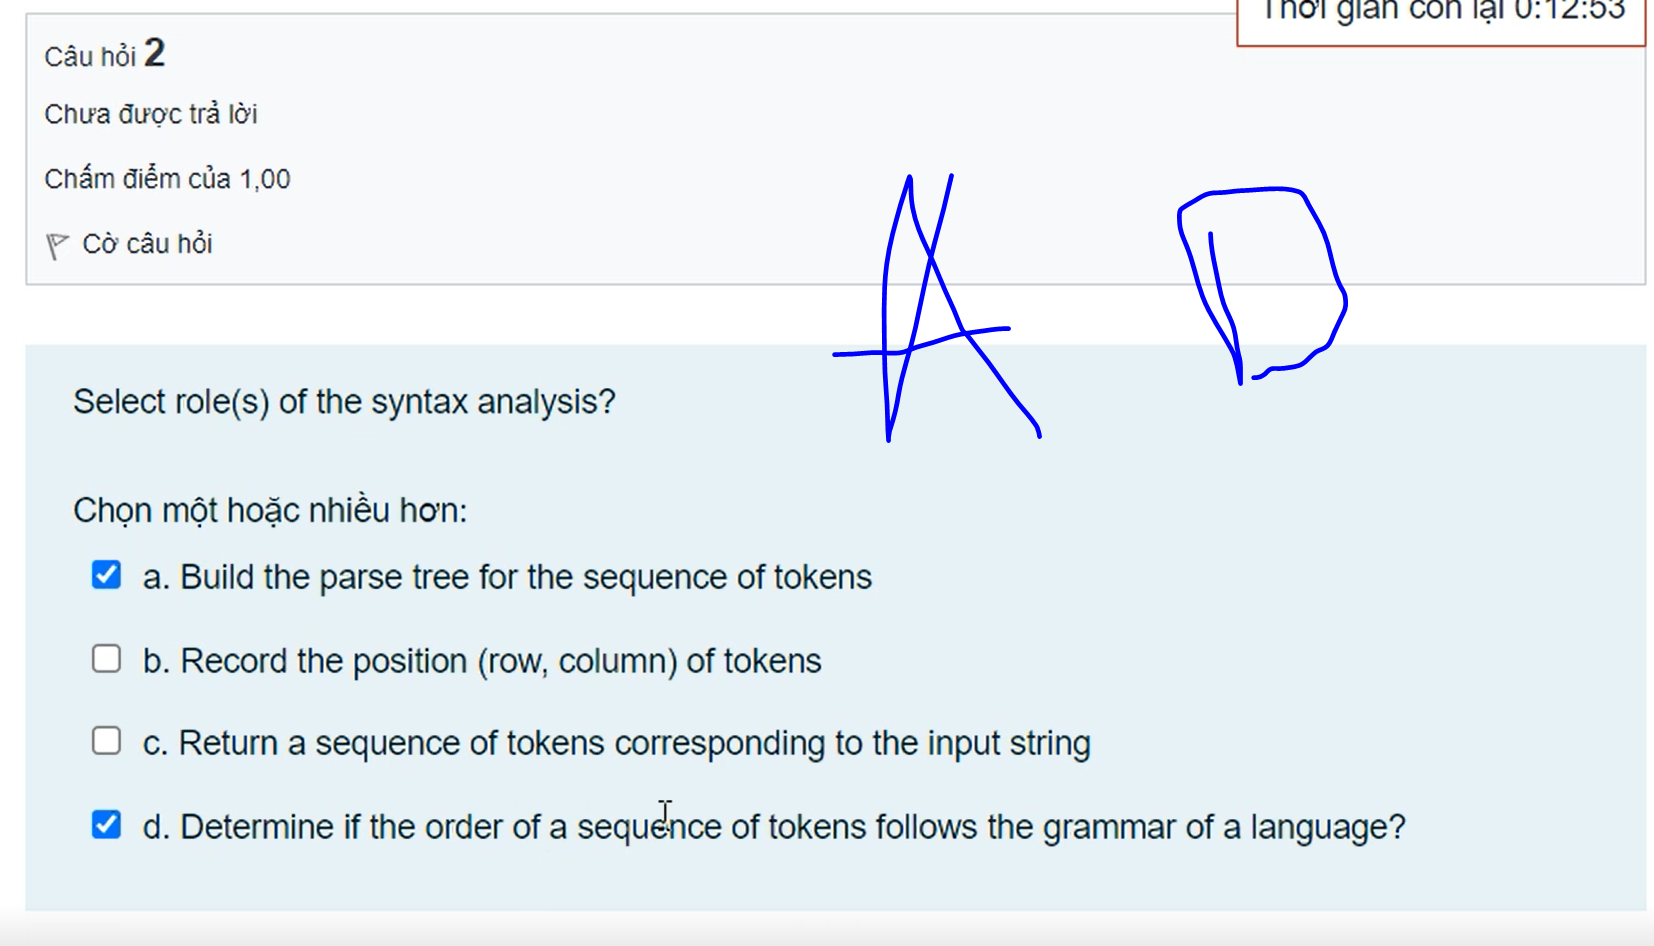 Thời gian còn lại 0:12:53
Câu hỏi 2
Chưa được trả lời
Chấm điểm của 1,00
Cờ câu hỏi
A D
Select role(s) of the syntax analysis?
Chọn một hoặc nhiều hơn:
a. Build the parse tree for the sequence of tokens
b. Record the position (row, column) of tokens
c. Return a sequence of tokens corresponding to the input string
d. Determine if the order of a sequence of tokens follows the grammar of a language?